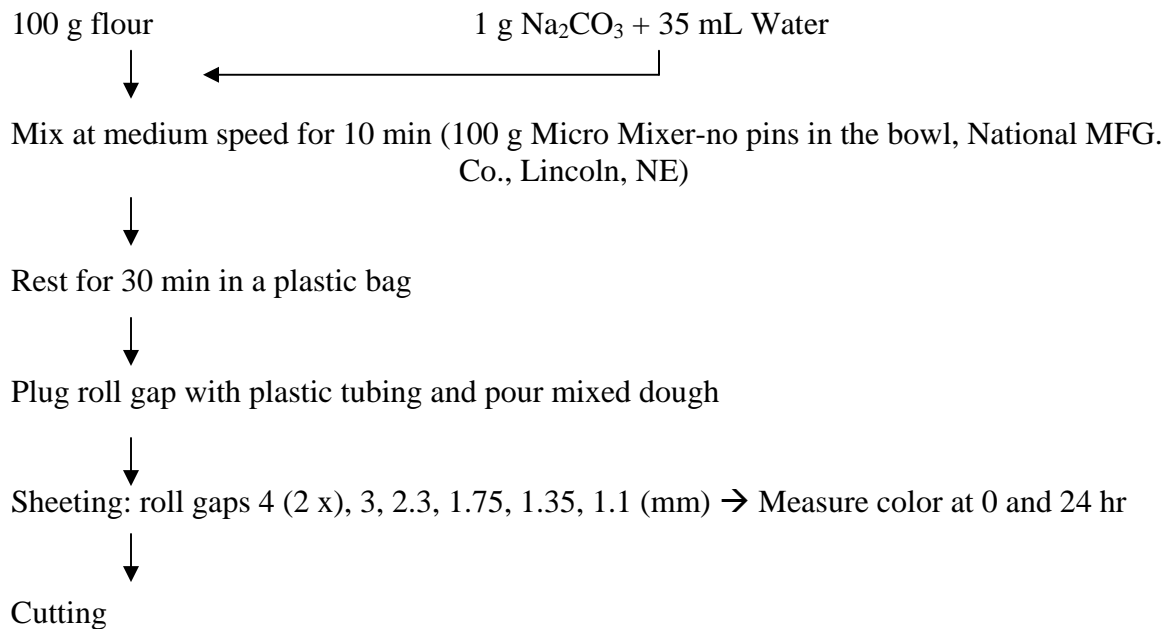 100 g flour 1 g Na₂CO₃ + 35 mL Water
Mix at medium speed for 10 min (100 g Micro Mixer-no pins in the bowl, National MFG.
Co., Lincoln, NE)
Rest for 30 min in a plastic bag
Plug roll gap with plastic tubing and pour mixed dough
Sheeting: roll gaps 4 (2 x), 3, 2.3, 1.75, 1.35, 1.1 (mm) → Measure color at 0 and 24 hr
Cutting